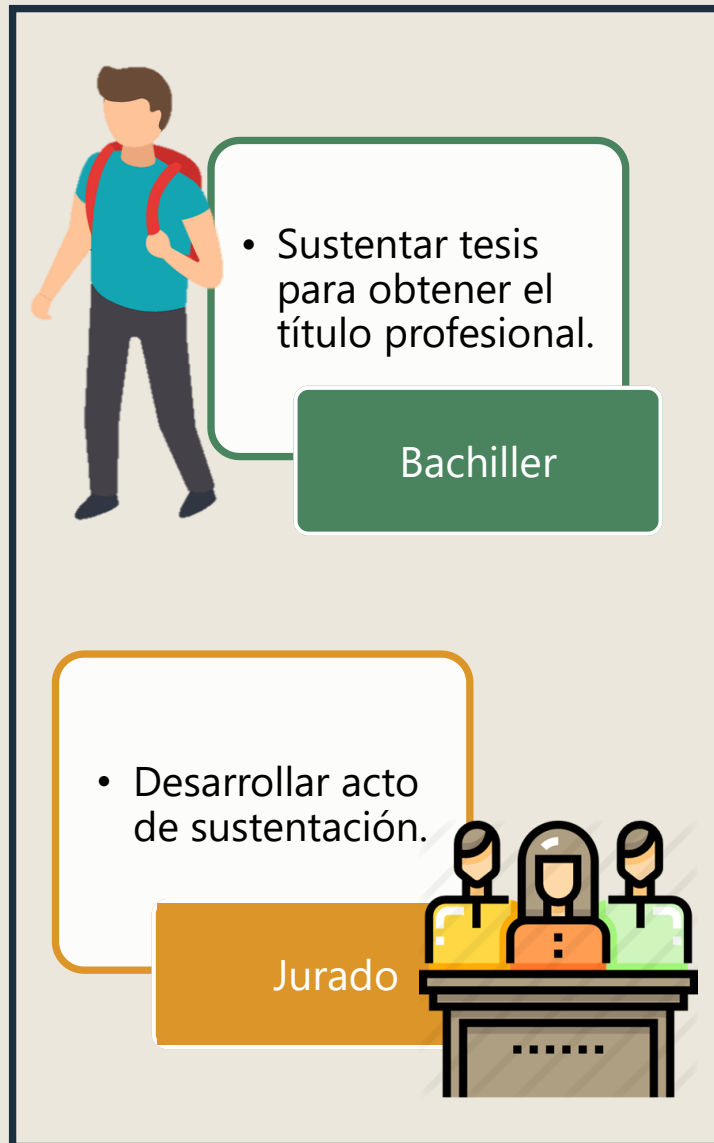 • Sustentar tesis
para obtener el
título profesional.
Bachiller
• Desarrollar acto
de sustentación.
Jurado